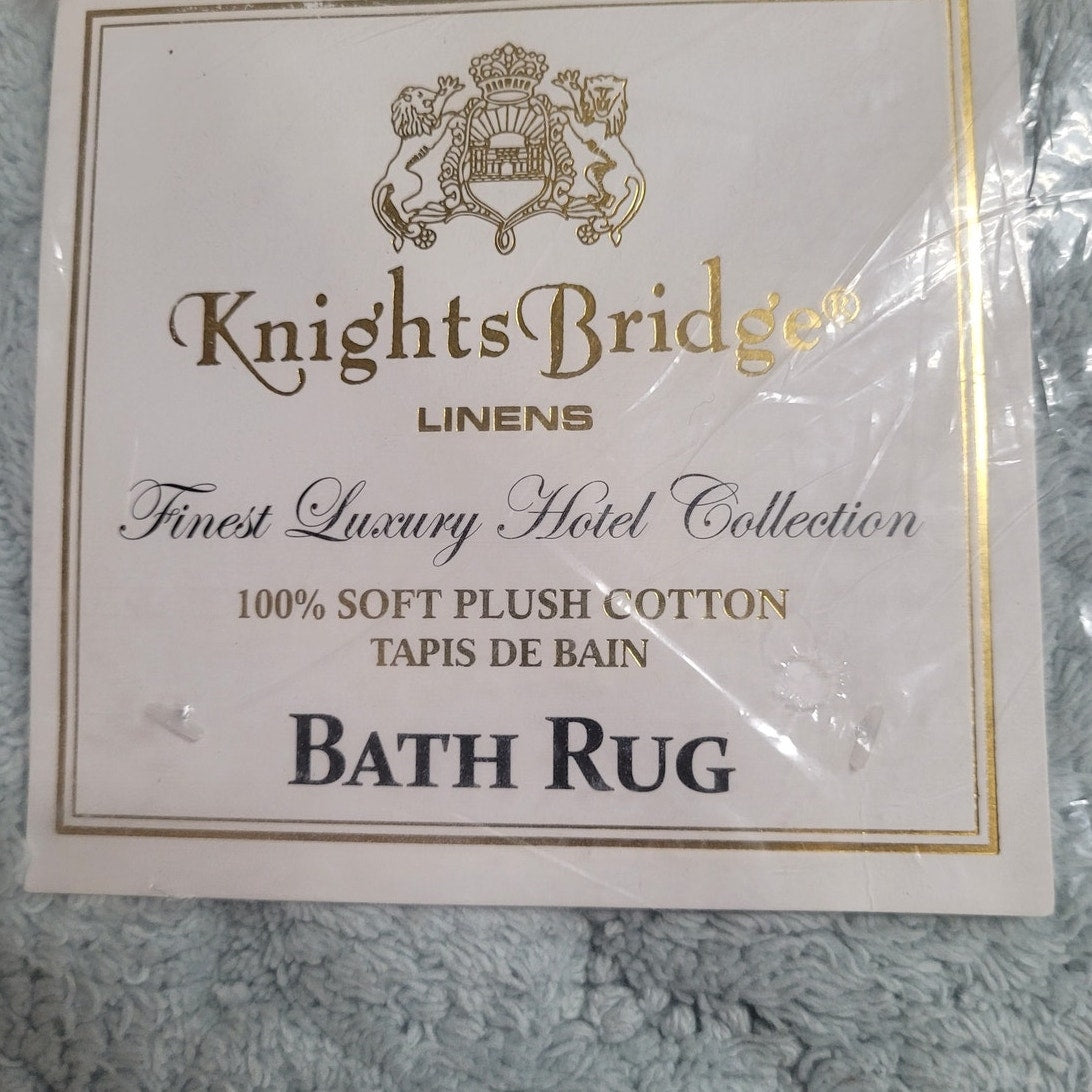 KnightsBridge®
LINENS
Finest Luxury Hotel Collection
100% SOFT PLUSH COTTON
TAPIS DE BAIN
BATH RUG